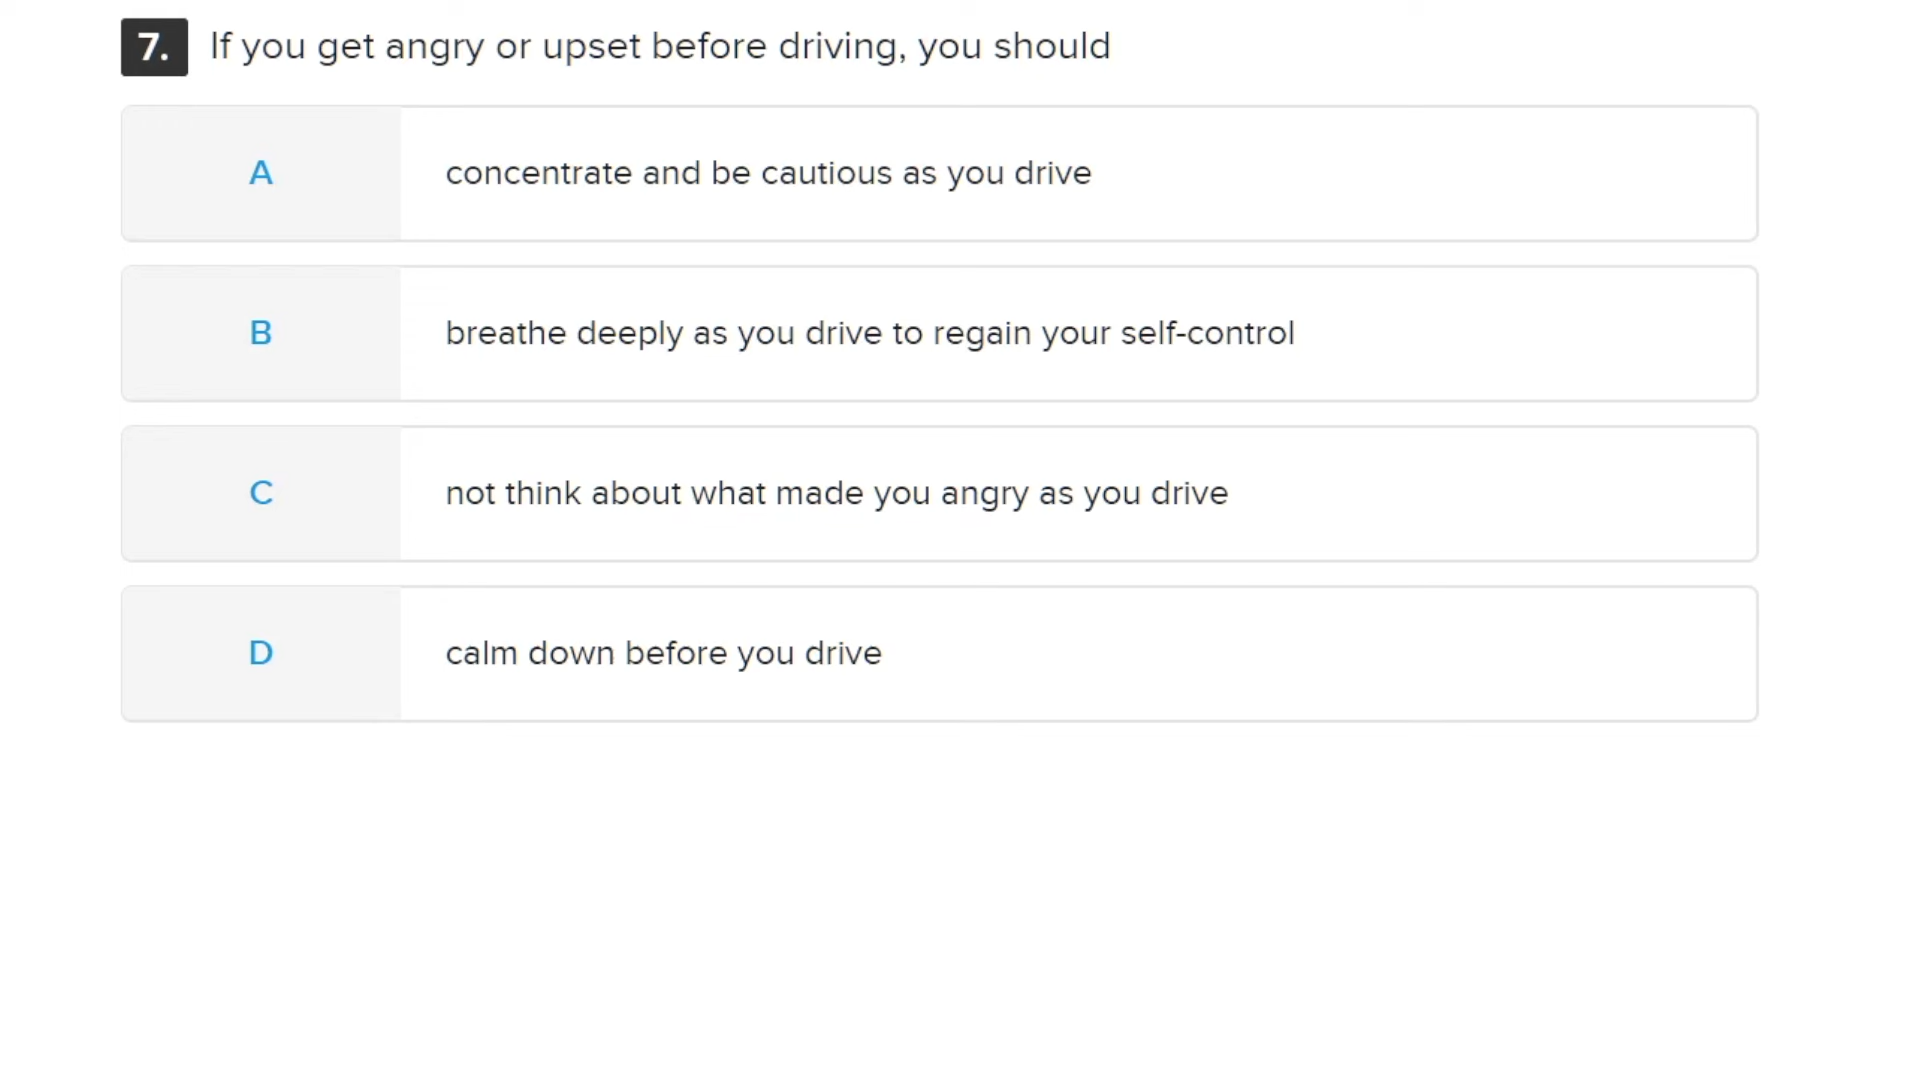 7. If you get angry or upset before driving, you should
A concentrate and be cautious as you drive
B breathe deeply as you drive to regain your self-control
C not think about what made you angry as you drive
D calm down before you drive